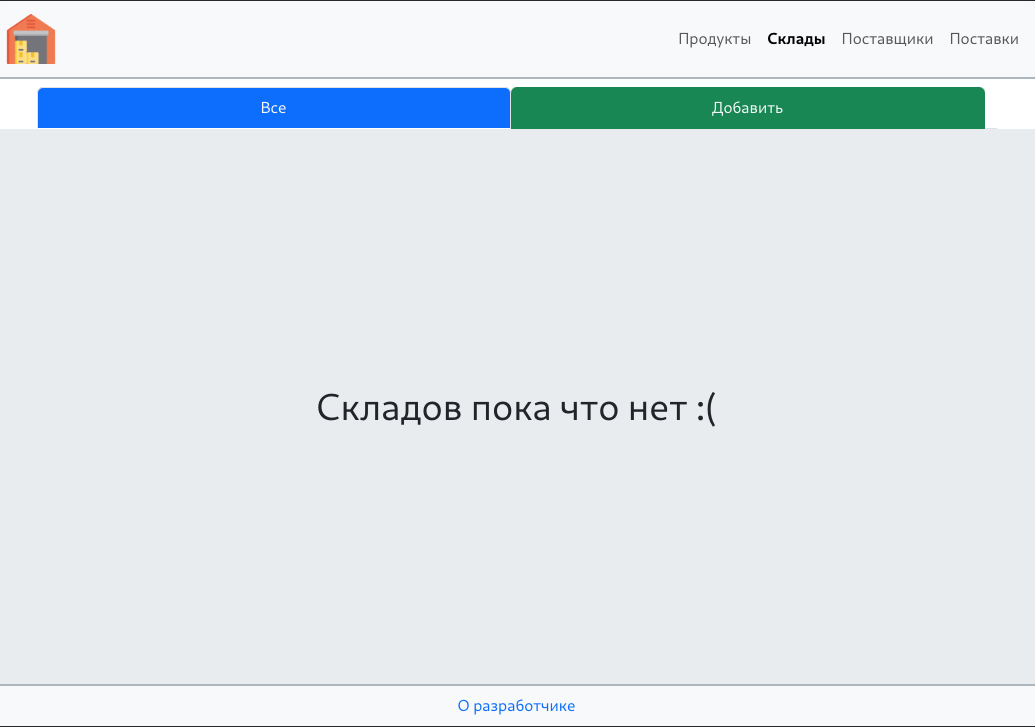 Продукты Склады Поставщики Поставки
Все Добавить
Складов пока что нет :(
О разработчике